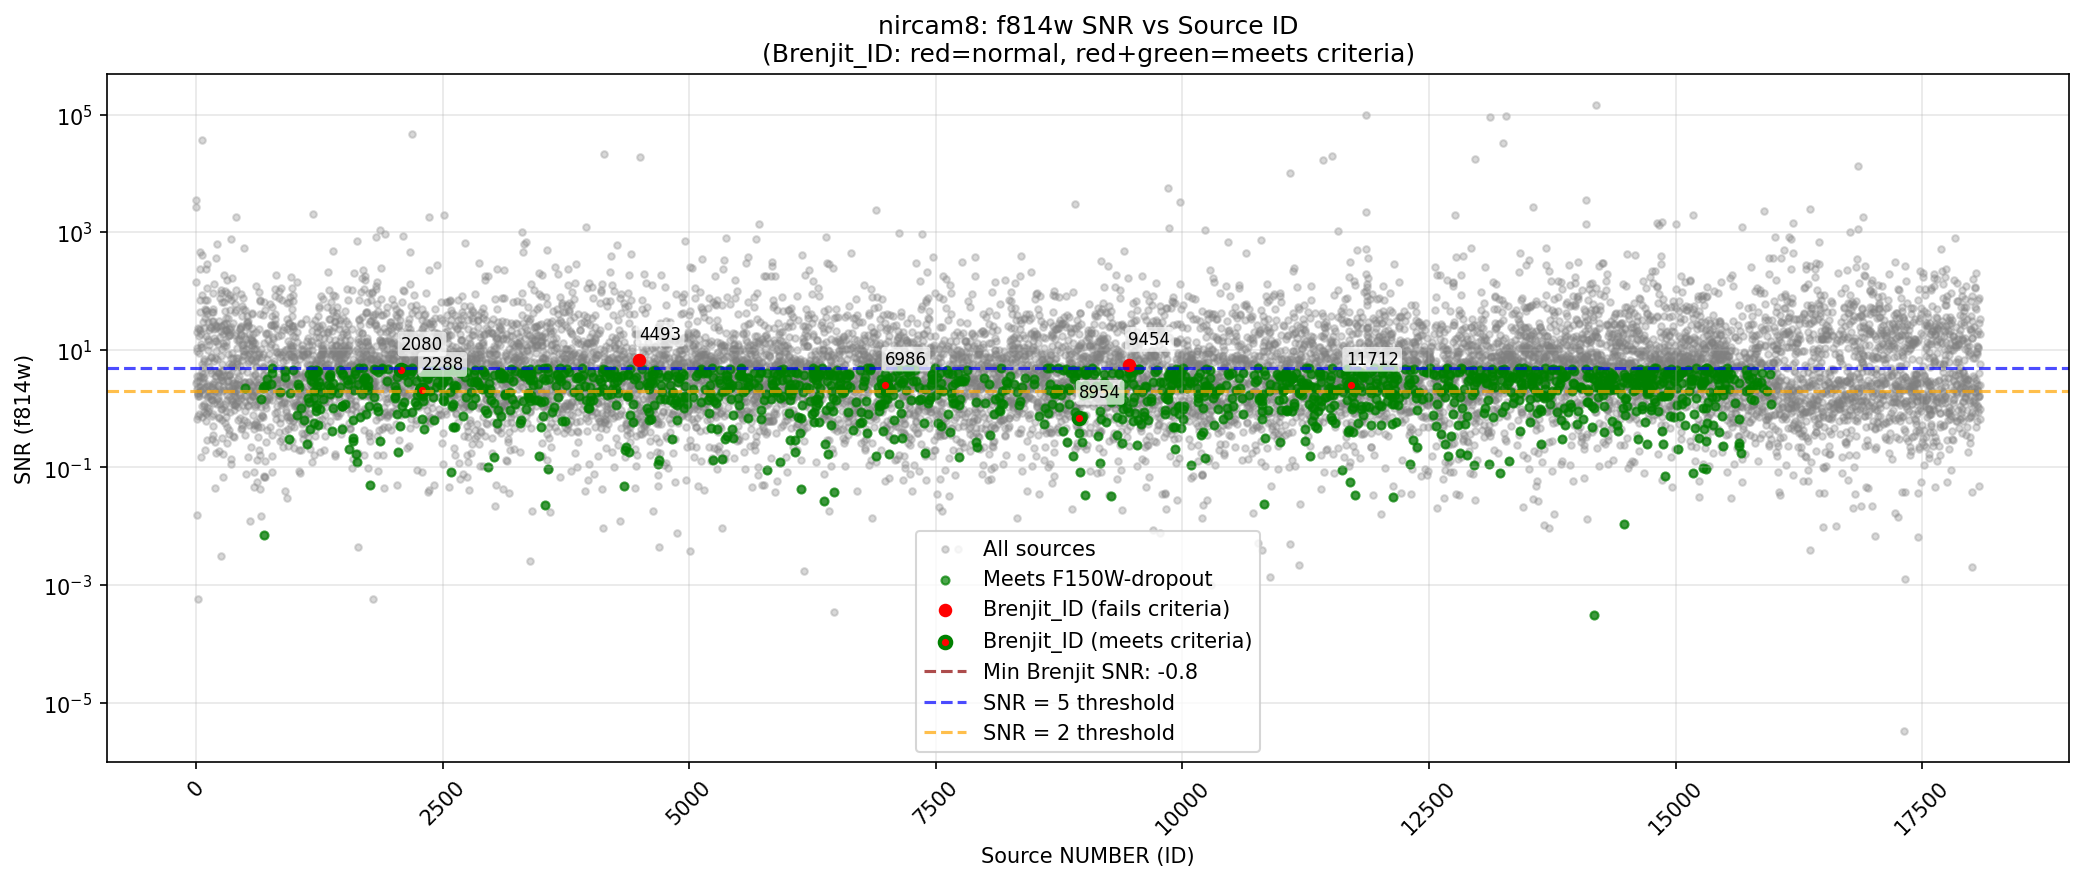 nircam8: f814w SNR vs Source ID
(Brenjit_ID: red=normal, red+green=meets criteria)
SNR (f814w)
10^5
10^3
10^1
10^-1
10^-3
10^-5
2080
2288
4493
6986
9454
8954
11712
All sources
Meets F150W-dropout
Brenjit_ID (fails criteria)
Brenjit_ID (meets criteria)
Min Brenjit SNR: -0.8
SNR = 5 threshold
SNR = 2 threshold
0
2500
5000
7500
10000
12500
15000
17500
Source NUMBER (ID)